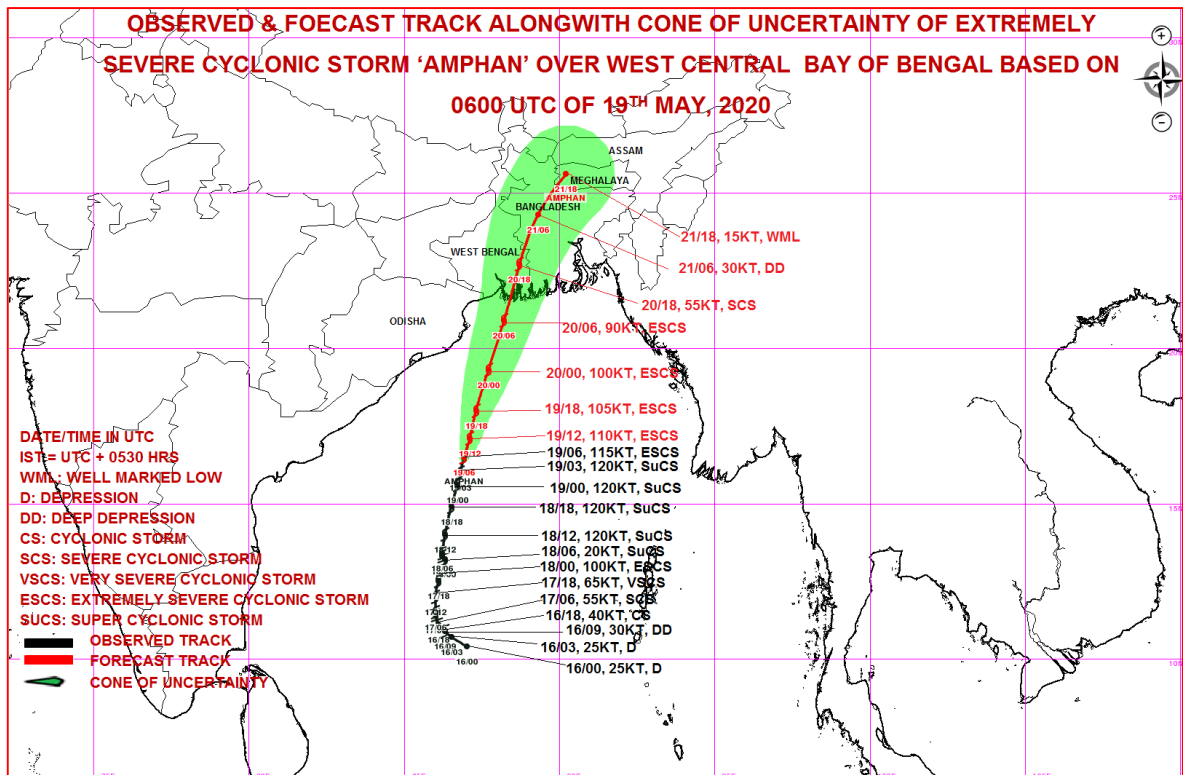 OBSERVED & FOECAST TRACK ALONGWITH CONE OF UNCERTAINTY OF EXTREMELY
SEVERE CYCLONIC STORM ‘AMPHAN’ OVER WEST CENTRAL BAY OF BENGAL BASED ON
0600 UTC OF 19TH MAY, 2020
ASSAM
MEGHALAYA
21/18
AMPHAN
BANGLADESH
21/06
WEST BENGAL
20/18
ODISHA
20/06
20/00
19/18
19/12
19/06
AMPHAN
19/03
19/00
18/18
18/12
18/06
17/18
17/12
17/06
16/18
16/09
16/03
16/00
21/18, 15KT, WML
21/06, 30KT, DD
20/18, 55KT, SCS
20/06, 90KT, ESCS
20/00, 100KT, ESCS
19/18, 105KT, ESCS
19/12, 110KT, ESCS
19/06, 115KT, ESCS
19/03, 120KT, SuCS
19/00, 120KT, SuCS
18/18, 120KT, SuCS
18/12, 120KT, SuCS
18/06, 20KT, SuCS
18/00, 100KT, ESCS
17/18, 65KT, VSCS
17/06, 55KT, SCS
16/18, 40KT, CS
16/09, 30KT, DD
16/03, 25KT, D
16/00, 25KT, D
DATE/TIME IN UTC
IST = UTC + 0530 HRS
WML: WELL MARKED LOW
D: DEPRESSION
DD: DEEP DEPRESSION
CS: CYCLONIC STORM
SCS: SEVERE CYCLONIC STORM
VSCS: VERY SEVERE CYCLONIC STORM
ESCS: EXTREMELY SEVERE CYCLONIC STORM
SUCS: SUPER CYCLONIC STORM
OBSERVED TRACK
FORECAST TRACK
CONE OF UNCERTAINTY